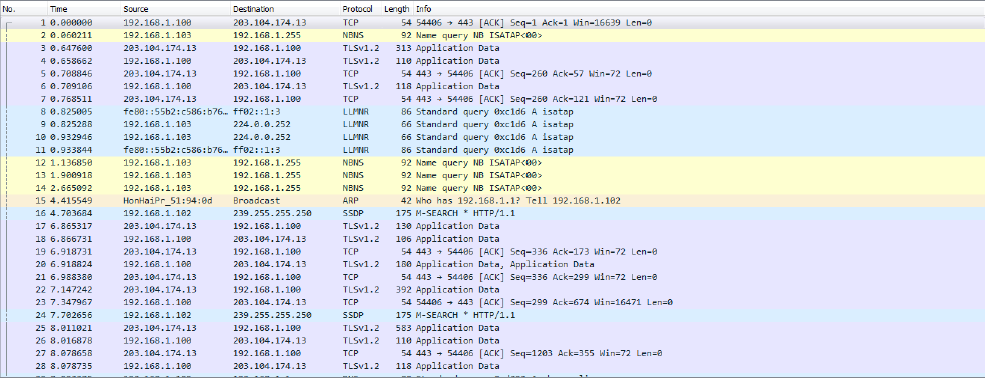 No. Time Source Destination Protocol Length Info
1 0.000000 192.168.1.100 203.104.174.13 TCP 54 54406 → 443 [ACK] Seq=1 Ack=1 Win=16639 Len=0
2 0.060211 192.168.1.103 192.168.1.255 NBNS 92 Name query NB ISATAP<00>
3 0.647600 203.104.174.13 192.168.1.100 TLSv1.2 313 Application Data
4 0.658662 192.168.1.100 203.104.174.13 TLSv1.2 110 Application Data
5 0.708846 203.104.174.13 192.168.1.100 TCP 54 443 → 54406 [ACK] Seq=260 Ack=57 Win=72 Len=0
6 0.709106 192.168.1.100 203.104.174.13 TLSv1.2 118 Application Data
7 0.768511 203.104.174.13 192.168.1.100 TCP 54 443 → 54406 [ACK] Seq=260 Ack=121 Win=72 Len=0
8 0.825005 fe80::55b2:c586:b76… ff02::1:3 LLMNR 86 Standard query 0xc1d6 A isatap
9 0.825288 192.168.1.103 224.0.0.252 LLMNR 66 Standard query 0xc1d6 A isatap
10 0.932946 192.168.1.103 224.0.0.252 LLMNR 66 Standard query 0xc1d6 A isatap
11 0.933844 fe80::55b2:c586:b76… ff02::1:3 LLMNR 86 Standard query 0xc1d6 A isatap
12 1.136850 192.168.1.103 192.168.1.255 NBNS 92 Name query NB ISATAP<00>
13 1.900918 192.168.1.103 192.168.1.255 NBNS 92 Name query NB ISATAP<00>
14 2.665092 192.168.1.103 192.168.1.255 NBNS 92 Name query NB ISATAP<00>
15 4.415549 HonHaiPr_51:94:0d Broadcast ARP 42 Who has 192.168.1.1? Tell 192.168.1.102
16 4.703684 192.168.1.102 239.255.255.250 SSDP 175 M-SEARCH * HTTP/1.1
17 6.865317 203.104.174.13 192.168.1.100 TLSv1.2 130 Application Data
18 6.866731 192.168.1.100 203.104.174.13 TLSv1.2 106 Application Data
19 6.918731 203.104.174.13 192.168.1.100 TCP 54 443 → 54406 [ACK] Seq=336 Ack=173 Win=72 Len=0
20 6.918824 192.168.1.100 203.104.174.13 TLSv1.2 180 Application Data, Application Data
21 6.988380 203.104.174.13 192.168.1.100 TCP 54 443 → 54406 [ACK] Seq=336 Ack=299 Win=72 Len=0
22 7.147242 203.104.174.13 192.168.1.100 TLSv1.2 392 Application Data
23 7.347967 192.168.1.100 203.104.174.13 TCP 54 54406 → 443 [ACK] Seq=299 Ack=674 Win=16471 Len=0
24 7.702656 192.168.1.102 239.255.255.250 SSDP 175 M-SEARCH * HTTP/1.1
25 8.011021 203.104.174.13 192.168.1.100 TLSv1.2 583 Application Data
26 8.016878 192.168.1.100 203.104.174.13 TLSv1.2 110 Application Data
27 8.078658 203.104.174.13 192.168.1.100 TCP 54 443 → 54406 [ACK] Seq=1203 Ack=355 Win=72 Len=0
28 8.078735 192.168.1.100 203.104.174.13 TLSv1.2 118 Application Data